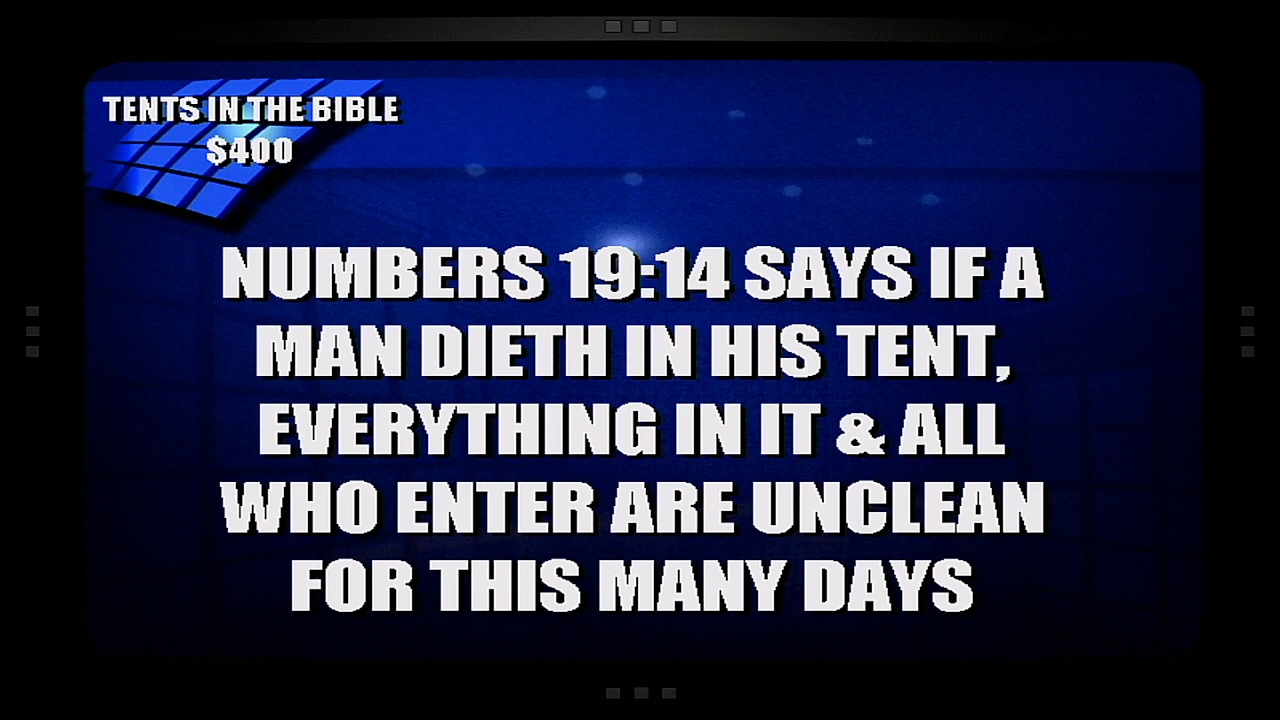 TENTS IN THE BIBLE
$400
NUMBERS 19:14 SAYS IF A
MAN DIETH IN HIS TENT,
EVERYTHING IN IT & ALL
WHO ENTER ARE UNCLEAN
FOR THIS MANY DAYS